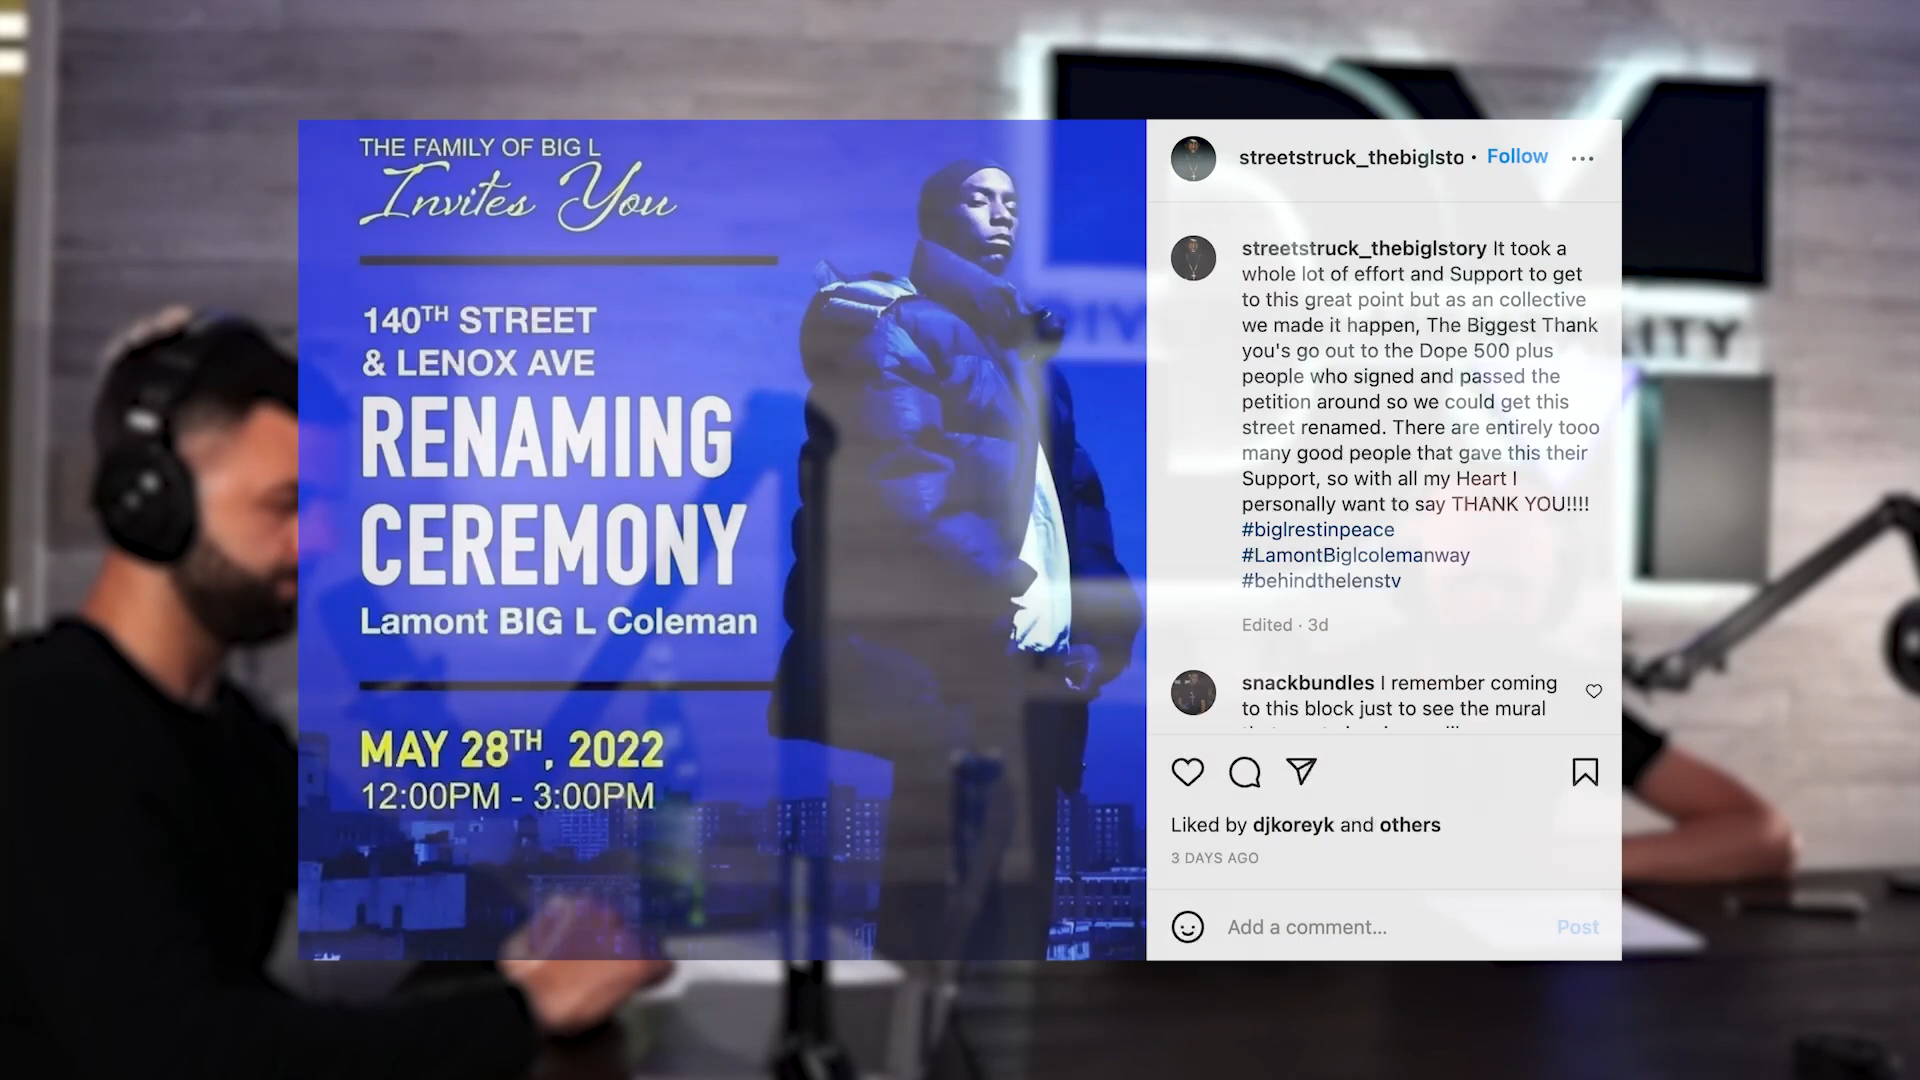 THE FAMILY OF BIG L
Invites You
140TH STREET
& LENOX AVE
RENAMING
CEREMONY
Lamont BIG L Coleman
MAY 28TH, 2022
12:00PM - 3:00PM
streetstruck_thebiglsto • Follow
streetstruck_thebiglstory It took a
whole lot of effort and Support to get
to this great point but as an collective
we made it happen, The Biggest Thank
you's go out to the Dope 500 plus
people who signed and passed the
petition around so we could get this
street renamed. There are entirely tooo
many good people that gave this their
Support, so with all my Heart I
personally want to say THANK YOU!!!!
#biglrestinpeace
#LamontBiglcolemanway
#behindthelenstv
Edited · 3d
snackbundles I remember coming
to this block just to see the mural
Liked by djkoreyk and others
3 DAYS AGO
Add a comment...
Post